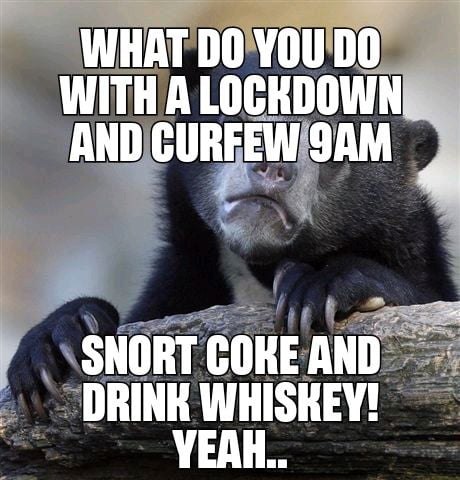 WHAT DO YOU DO
WITH A LOCKDOWN
AND CURFEW 9AM
SNORT COKE AND
DRINK WHISKEY!
YEAH..